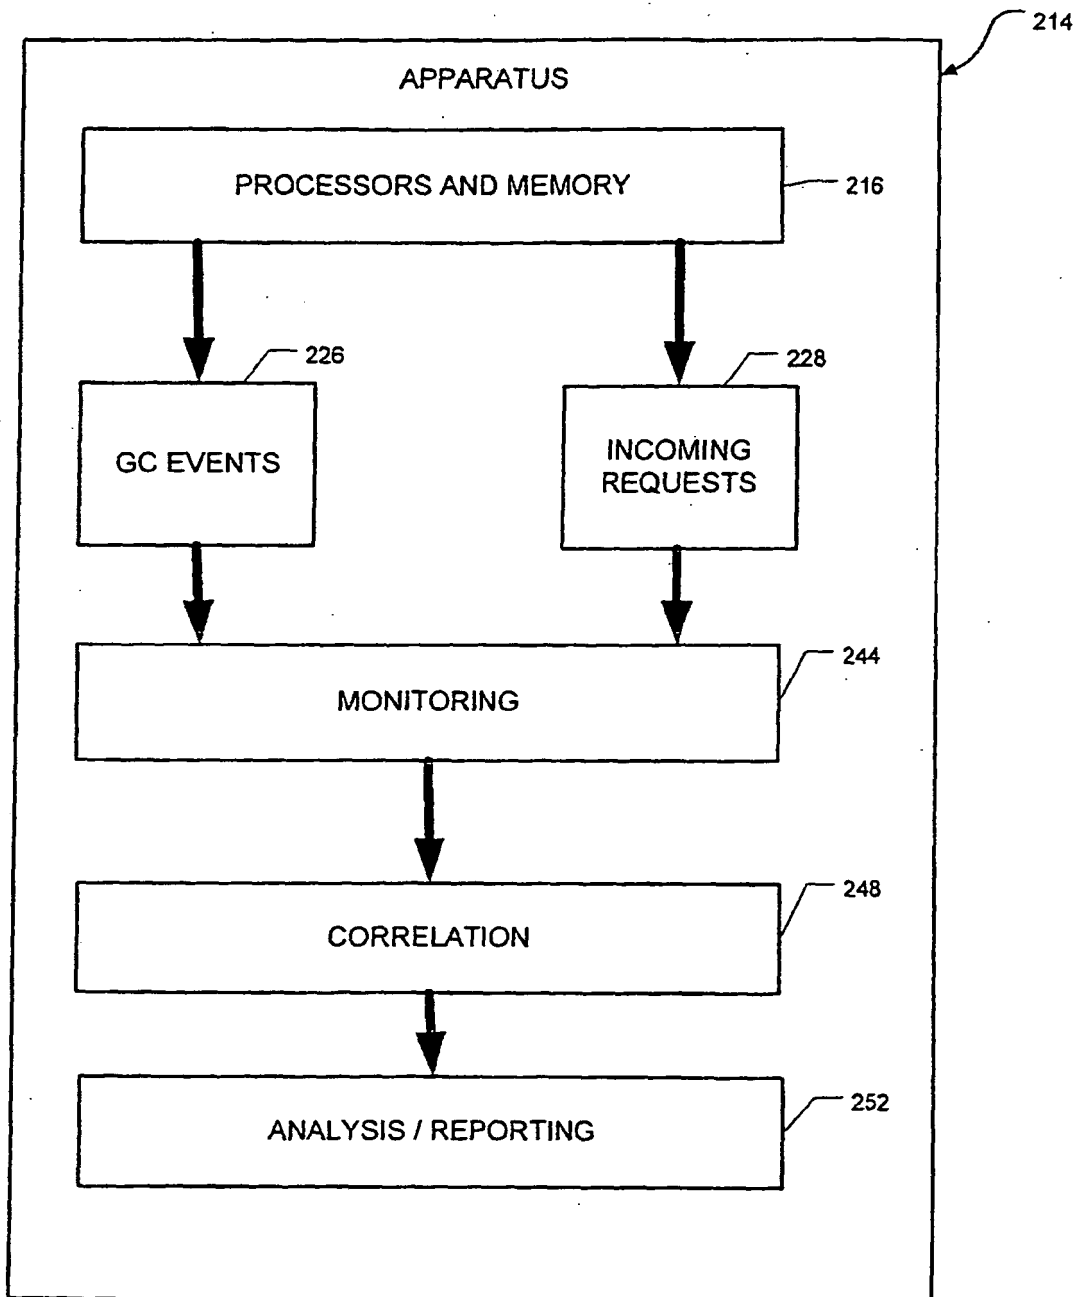 214
APPARATUS
PROCESSORS AND MEMORY
216
226
228
GC EVENTS
INCOMING
REQUESTS
244
MONITORING
248
CORRELATION
252
ANALYSIS / REPORTING